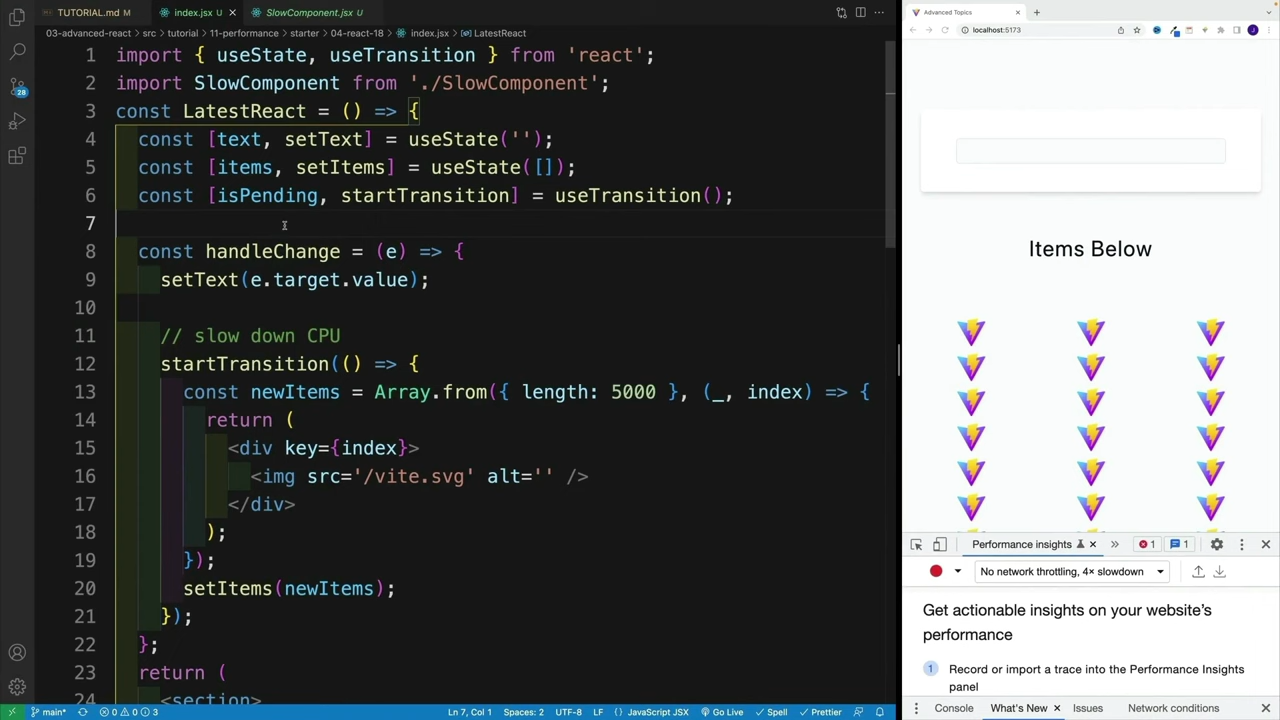 TUTORIAL.md M
index.jsx U
SlowComponent.jsx U
03-advanced-react > src > tutorial > 11-performance > starter > 04-react-18 > index.jsx > LatestReact
28
1 import { useState, useTransition } from 'react';
2 import SlowComponent from './SlowComponent';
3 const LatestReact = () => {
4 const [text, setText] = useState('');
5 const [items, setItems] = useState([]);
6 const [isPending, startTransition] = useTransition();
7
8 const handleChange = (e) => {
9 setText(e.target.value);
10
11 // slow down CPU
12 startTransition(() => {
13 const newItems = Array.from({ length: 5000 }, (_, index) => {
14 return (
15 <div key={index}>
16 <img src='/vite.svg' alt='' />
17 </div>
18 );
19 });
20 setItems(newItems);
21 });
22 };
23 return (
24 <section>
main* 0 0 3 Ln 7, Col 1 Spaces: 2 UTF-8 LF {} JavaScript JSX Go Live Spell Prettier
Advanced Topics
localhost:5173
J
Items Below
Performance insights
1
1
No network throttling, 4× slowdown
Get actionable insights on your website's
performance
1 Record or import a trace into the Performance Insights
panel
Console What's New Issues Network conditions